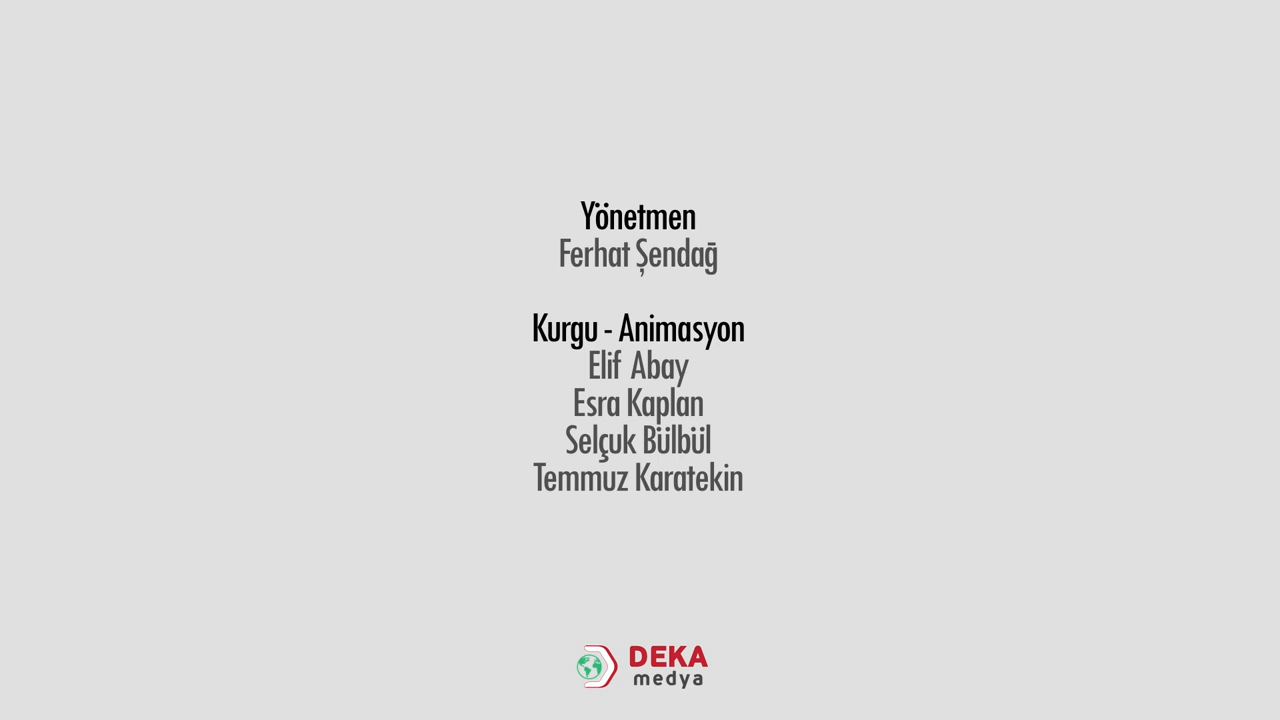 Yönetmen
Ferhat Şendağ
Kurgu - Animasyon
Elif Abay
Esra Kaplan
Selçuk Bülbül
Temmuz Karatekin
DEKA
medya